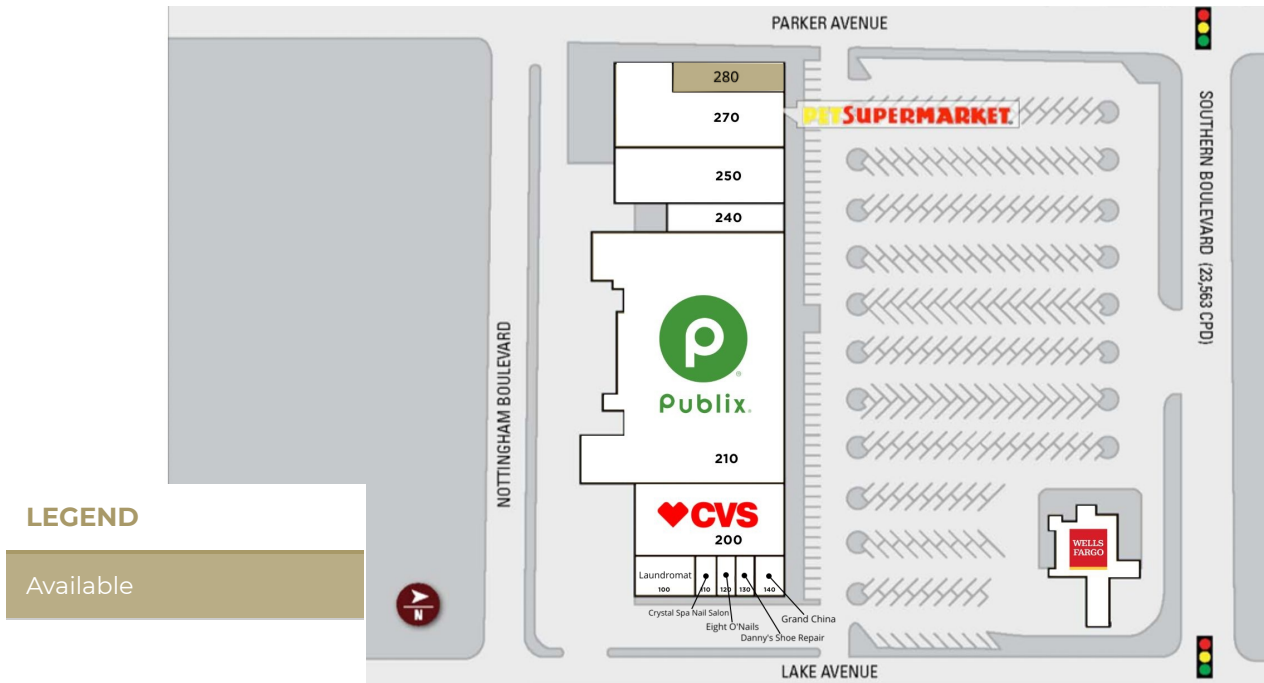 PARKER AVENUE
280
270
PET SUPERMARKET
250
240
SOUTHERN BOULEVARD (23,563 CPD)
NOTTINGHAM BOULEVARD
Publix
210
CVS
200
WELLS
FARGO
Laundromat
100
110
120
130
140
Crystal Spa Nail Salon
Eight O'Nails
Grand China
Danny's Shoe Repair
LAKE AVENUE
LEGEND
Available
N